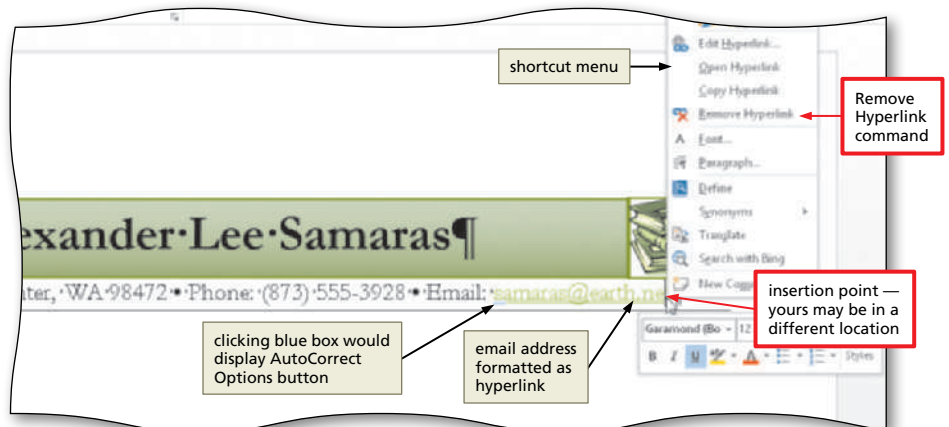 Edit Hyperlink...
shortcut menu
Open Hyperlink
Copy Hyperlink
Remove Hyperlink
Remove
Hyperlink
command
A Font...
Paragraph...
Define
Synonyms
Translate
Search with Bing
New
exander·Lee·Samaras¶
ter,·WA·98472·•·Phone:·(873)·555-3928·•·Email:·samaras@earth.ne
insertion point —
yours may be in a
different location
Garamond (Bo 12
B I U A Styles
clicking blue box would
display AutoCorrect
Options button
email address
formatted as
hyperlink